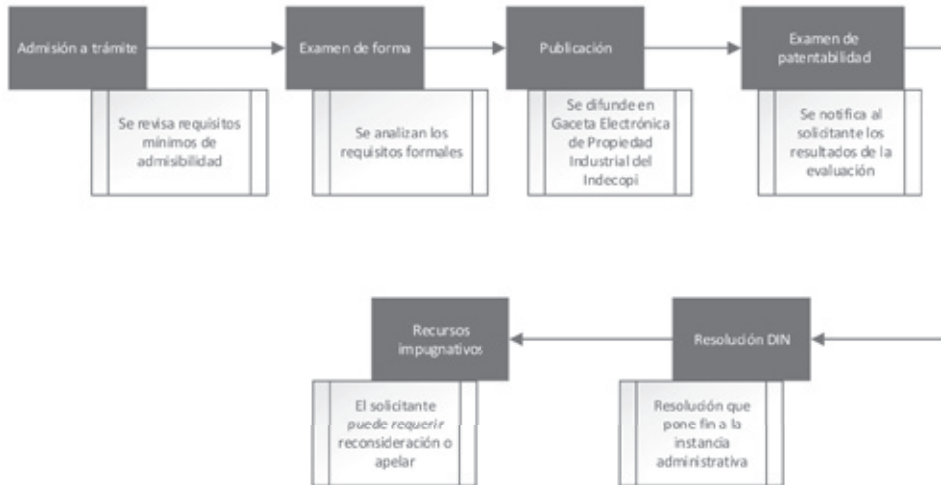 Admisión a trámite
Se revisa requisitos
mínimos de
admisibilidad
Examen de forma
Se analizan los
requisitos formales
Publicación
Se difunde en
Gaceta Electrónica
de Propiedad
Industrial del
Indecopi
Examen de
patentabilidad
Se notifica al
solicitante los
resultados de la
evaluación
Resolución DIN
Resolución que
pone fin a la
instancia
administrativa
Recursos
impugnativos
El solicitante
puede requerir
reconsideración o
apelar